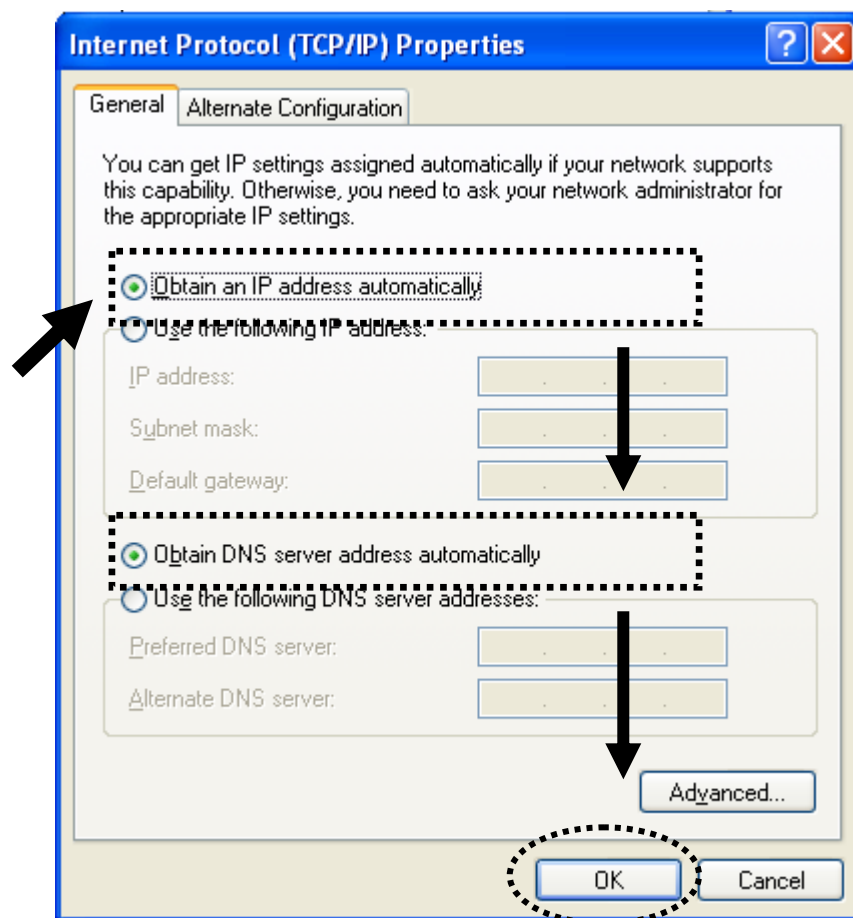 Internet Protocol (TCP/IP) Properties
General
Alternate Configuration
You can get IP settings assigned automatically if your network supports
this capability. Otherwise, you need to ask your network administrator for
the appropriate IP settings.
Obtain an IP address automatically
Use the following IP address:
IP address:
Subnet mask:
Default gateway:
Obtain DNS server address automatically
Use the following DNS server addresses:
Preferred DNS server:
Alternate DNS server:
Advanced...
OK
Cancel